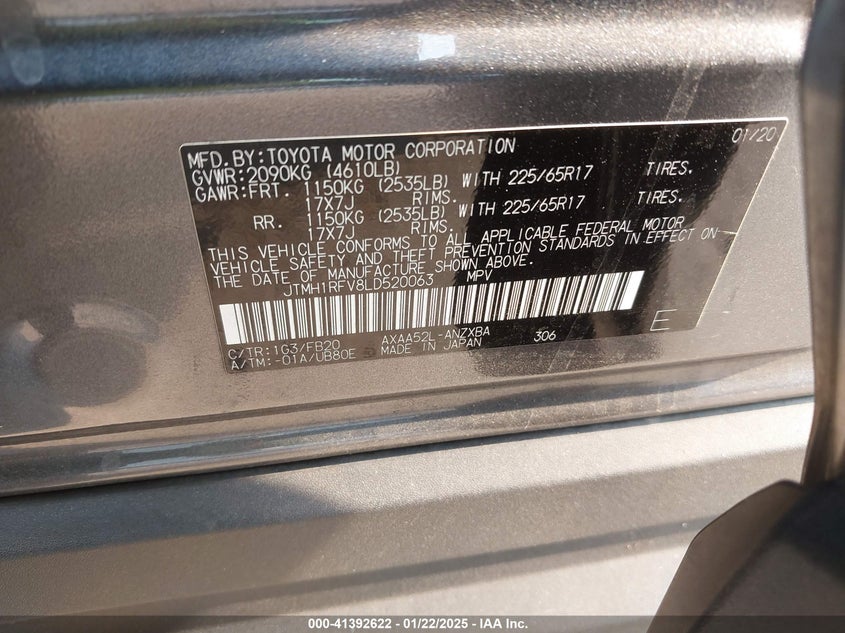 01/20
MFD. BY: TOYOTA MOTOR CORPORATION
GVWR: 2090KG (4610LB)
GAWR: FRT. 1150KG (2535LB) WITH 225/65R17 TIRES.
17X7J RIMS.
RR. 1150KG (2535LB) WITH 225/65R17 TIRES.
17X7J RIMS.
THIS VEHICLE CONFORMS TO ALL APPLICABLE FEDERAL MOTOR
VEHICLE SAFETY AND THEFT PREVENTION STANDARDS IN EFFECT ON
THE DATE OF MANUFACTURE SHOWN ABOVE.
JTMH1RFV8LD520063 MPV
E
C/TR: 1G3/FB20 AXAA52L-ANZXBA 306
A/TM: -01A/UB80E MADE IN JAPAN
000-41392622 - 01/22/2025 - IAA Inc.